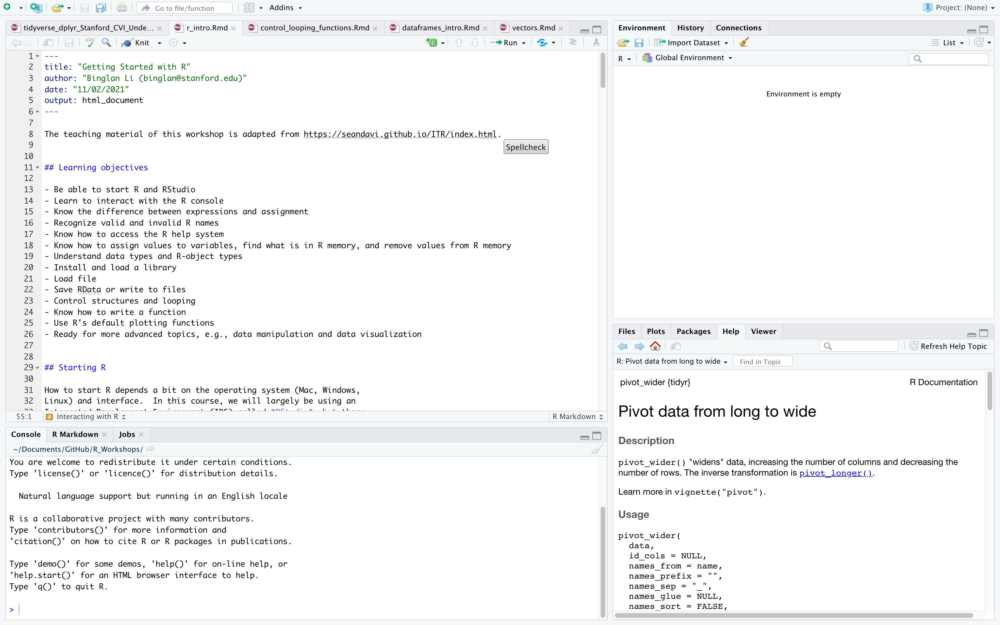 Go to file/function
Addins
Project: (None)
tidyverse_dplyr_Stanford_CVI_Unde...
r_intro.Rmd
control_looping_functions.Rmd
dataframes_intro.Rmd
vectors.Rmd
ABC
Knit
Run
1 ---
2 title: "Getting Started with R"
3 author: "Binglan Li (binglan@stanford.edu)"
4 date: "11/02/2021"
5 output: html_document
6 ---
7
8 The teaching material of this workshop is adapted from https://seandavi.github.io/ITR/index.html.
Spellcheck
9
10
11 ## Learning objectives
12
13 - Be able to start R and RStudio
14 - Learn to interact with the R console
15 - Know the difference between expressions and assignment
16 - Recognize valid and invalid R names
17 - Know how to access the R help system
18 - Know how to assign values to variables, find what is in R memory, and remove values from R memory
19 - Understand data types and R-object types
20 - Install and load a library
21 - Load file
22 - Save RData or write to files
23 - Control structures and looping
24 - Know how to write a function
25 - Use R's default plotting functions
26 - Ready for more advanced topics, e.g., data manipulation and data visualization
27
28
29 ## Starting R
30
31 How to start R depends a bit on the operating system (Mac, Windows,
32 Linux) and interface.  In this course, we will largely be using an
55:1
# Interacting with R
R Markdown
Console
R Markdown
Jobs
~/Documents/GitHub/R_Workshops/
You are welcome to redistribute it under certain conditions.
Type 'license()' or 'licence()' for distribution details.
Natural language support but running in an English locale
R is a collaborative project with many contributors.
Type 'contributors()' for more information and
'citation()' on how to cite R or R packages in publications.
Type 'demo()' for some demos, 'help()' for on-line help, or
'help.start()' for an HTML browser interface to help.
Type 'q()' to quit R.
>
Environment
History
Connections
Import Dataset
List
R
Global Environment
Environment is empty
Files
Plots
Packages
Help
Viewer
Refresh Help Topic
R: Pivot data from long to wide
Find in Topic
pivot_wider {tidyr}
R Documentation
Pivot data from long to wide
Description
pivot_wider() "widens" data, increasing the number of columns and decreasing the
number of rows. The inverse transformation is pivot_longer().
Learn more in vignette("pivot").
Usage
pivot_wider(
data,
id_cols = NULL,
names_from = name,
names_prefix = "",
names_sep = "_",
names_glue = NULL,
names_sort = FALSE,